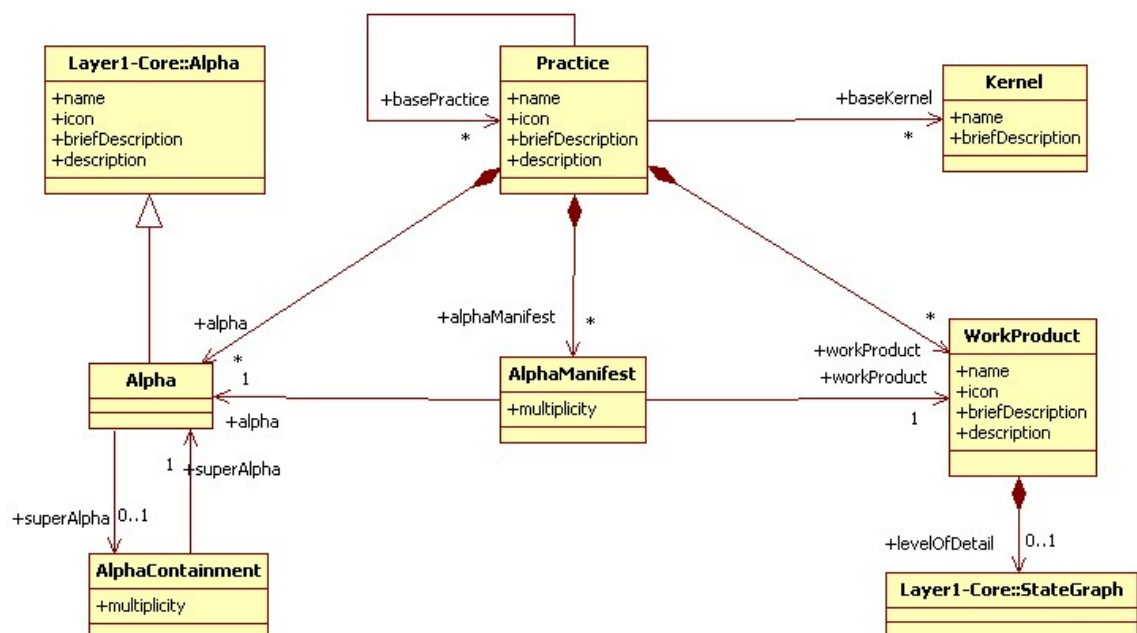 Layer1-Core::Alpha
+name
+icon
+briefDescription
+description
Practice
+name
+icon
+briefDescription
+description
+basePractice
*
+baseKernel
*
Kernel
+name
+briefDescription
+alpha
*
+alphaManifest
*
*
+workProduct
Alpha
1
+alpha
AlphaManifest
+multiplicity
+workProduct
1
WorkProduct
+name
+icon
+briefDescription
+description
1
+superAlpha
+superAlpha
0..1
AlphaContainment
+multiplicity
+levelOfDetail
0..1
Layer1-Core::StateGraph